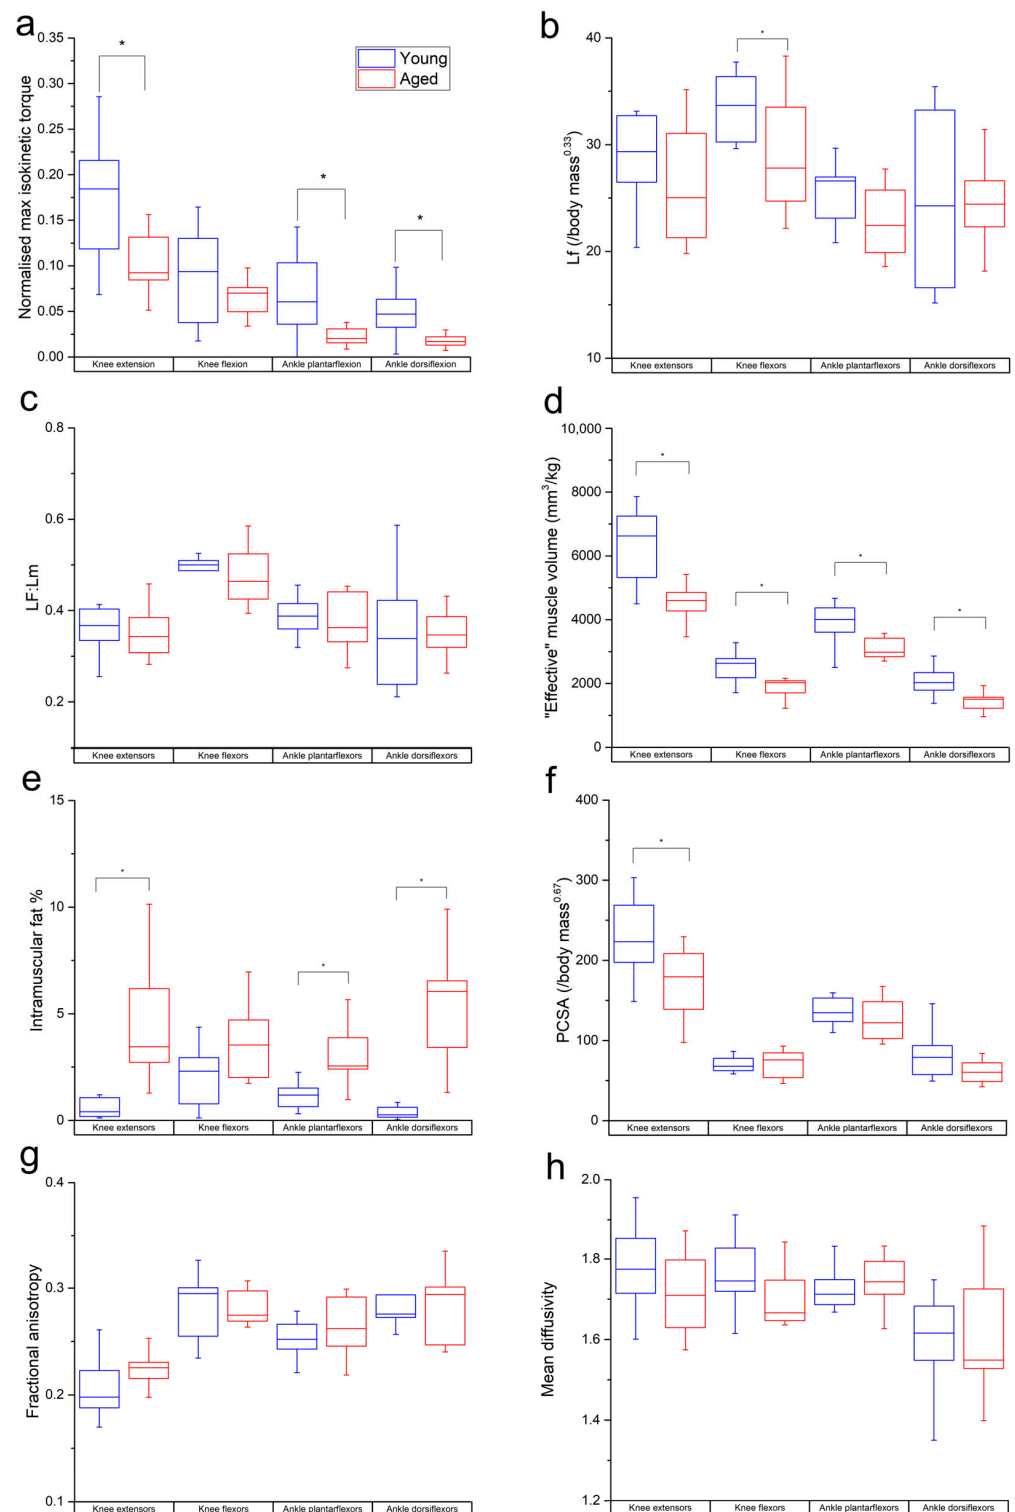 a
Normalised max isokinetic torque
0.35
0.30
0.25
0.20
0.15
0.10
0.05
0.00
*
*
*
Young
Aged
Knee extension
Knee flexion
Ankle plantarflexion
Ankle dorsiflexion
b
Lf (/body mass^0.33)
40
30
20
10
*
Knee extensors
Knee flexors
Ankle plantarflexors
Ankle dorsiflexors
c
LF:Lm
0.8
0.6
0.4
0.2
Knee extensors
Knee flexors
Ankle plantarflexors
Ankle dorsiflexors
d
"Effective" muscle volume (mm³/kg)
10,000
8000
6000
4000
2000
0
*
*
*
*
Knee extensors
Knee flexors
Ankle plantarflexors
Ankle dorsiflexors
e
Intramuscular fat %
15
10
5
0
*
*
*
Knee extensors
Knee flexors
Ankle plantarflexors
Ankle dorsiflexors
f
PCSA (/body mass^0.67)
400
300
200
100
0
*
Knee extensors
Knee flexors
Ankle plantarflexors
Ankle dorsiflexors
g
Fractional anisotropy
0.4
0.3
0.2
0.1
Knee extensors
Knee flexors
Ankle plantarflexors
Ankle dorsiflexors
h
Mean diffusivity
2.0
1.8
1.6
1.4
1.2
Knee extensors
Knee flexors
Ankle plantarflexors
Ankle dorsiflexors